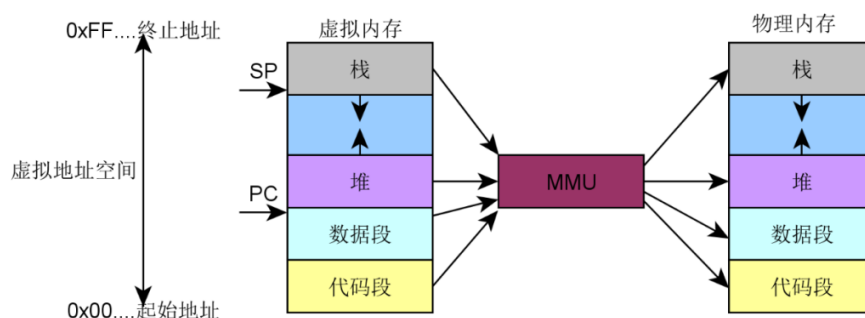 0xFF....终止地址
虚拟内存
物理内存
SP
栈
栈
虚拟地址空间
PC
堆
MMU
堆
数据段
数据段
代码段
代码段
0x00....起始地址